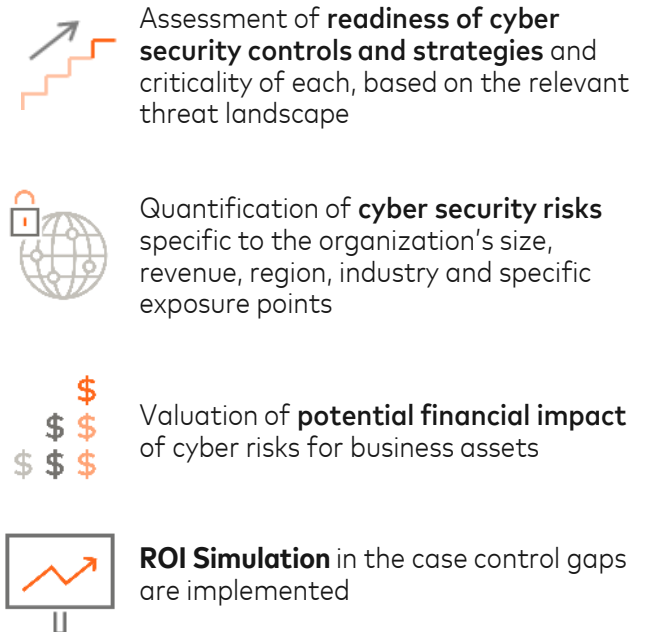 Assessment of readiness of cyber
security controls and strategies and
criticality of each, based on the relevant
threat landscape
Quantification of cyber security risks
specific to the organization's size,
revenue, region, industry and specific
exposure points
$
$ $
$ $ $
Valuation of potential financial impact
of cyber risks for business assets
ROI Simulation in the case control gaps
are implemented